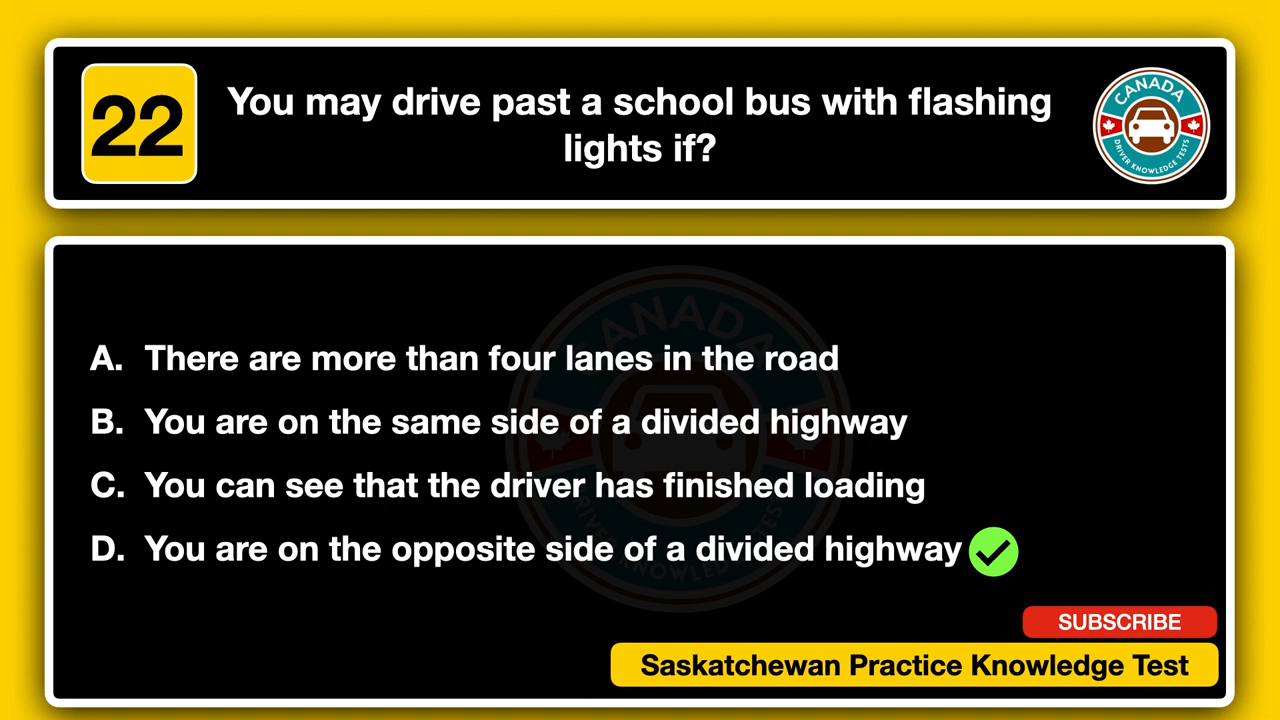 22
You may drive past a school bus with flashing
lights if?
CANADA
DRIVER KNOWLEDGE TESTS
A. There are more than four lanes in the road
B. You are on the same side of a divided highway
C. You can see that the driver has finished loading
D. You are on the opposite side of a divided highway
SUBSCRIBE
Saskatchewan Practice Knowledge Test